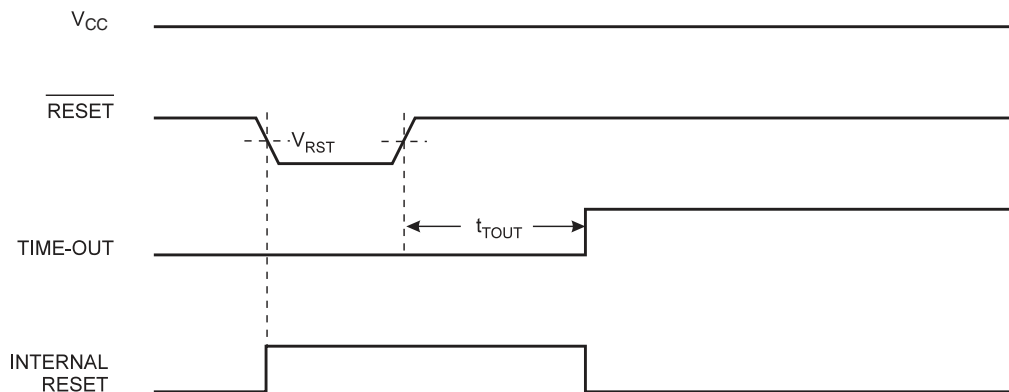 VCC
RESET
VRST
tTOUT
TIME-OUT
INTERNAL
RESET